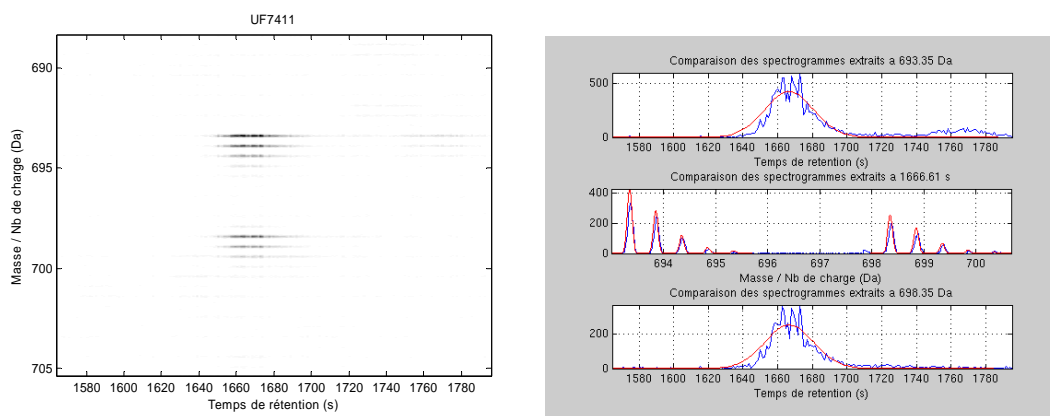 UF7411
690
695
700
705
Masse / Nb de charge (Da)
1580 1600 1620 1640 1660 1680 1700 1720 1740 1760 1780
Temps de rétention (s)
Comparaison des spectrogrammes extraits a 693.35 Da
500
0
1580 1600 1620 1640 1660 1680 1700 1720 1740 1760 1780
Temps de retention (s)
Comparaison des spectrogrammes extraits a 1666.61 s
400
200
0
694 695 696 697 698 699 700
Masse / Nb de charge (Da)
Comparaison des spectrogrammes extraits a 698.35 Da
200
0
1580 1600 1620 1640 1660 1680 1700 1720 1740 1760 1780
Temps de retention (s)